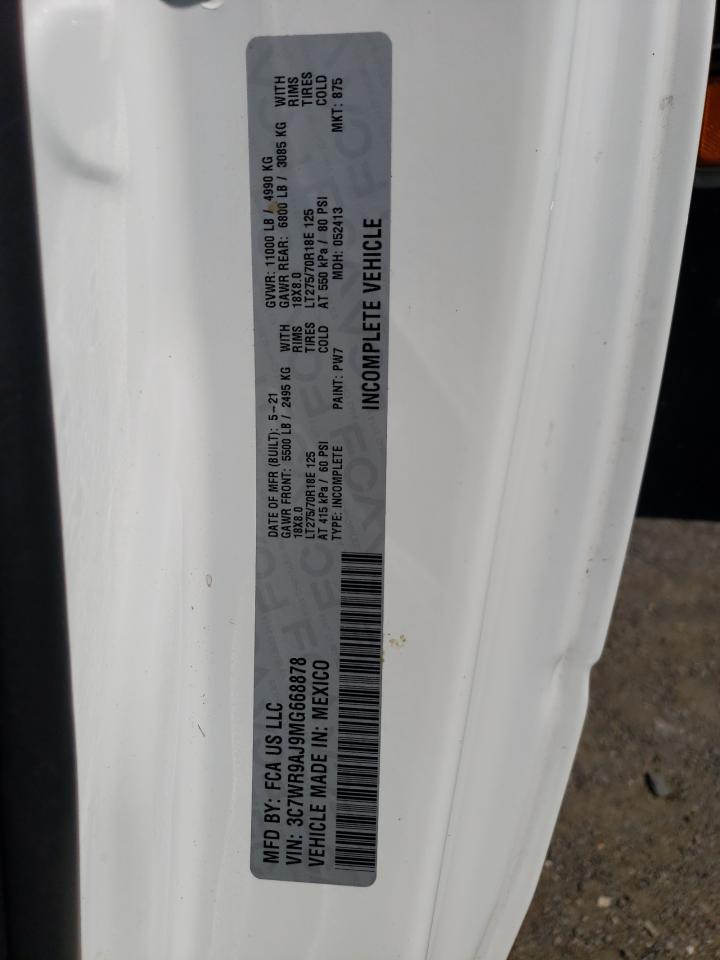 MFD BY: FCA US LLC
VIN: 3C7WR9AJ9MG668878
VEHICLE MADE IN: MEXICO
DATE OF MFR (BUILT): 5-21
GAWR FRONT: 5500 LB / 2495 KG WITH
18X8.0 RIMS
LT275/70R18E 125 TIRES
AT 415 kPa / 60 PSI COLD
TYPE: INCOMPLETE PAINT: PW7
GVWR: 11000 LB / 4990 KG
GAWR REAR: 6800 LB / 3085 KG WITH
18X8.0 RIMS
LT275/70R18E 125 TIRES
AT 550 kPa / 80 PSI COLD
MDH: 052413 MKT: 875
INCOMPLETE VEHICLE